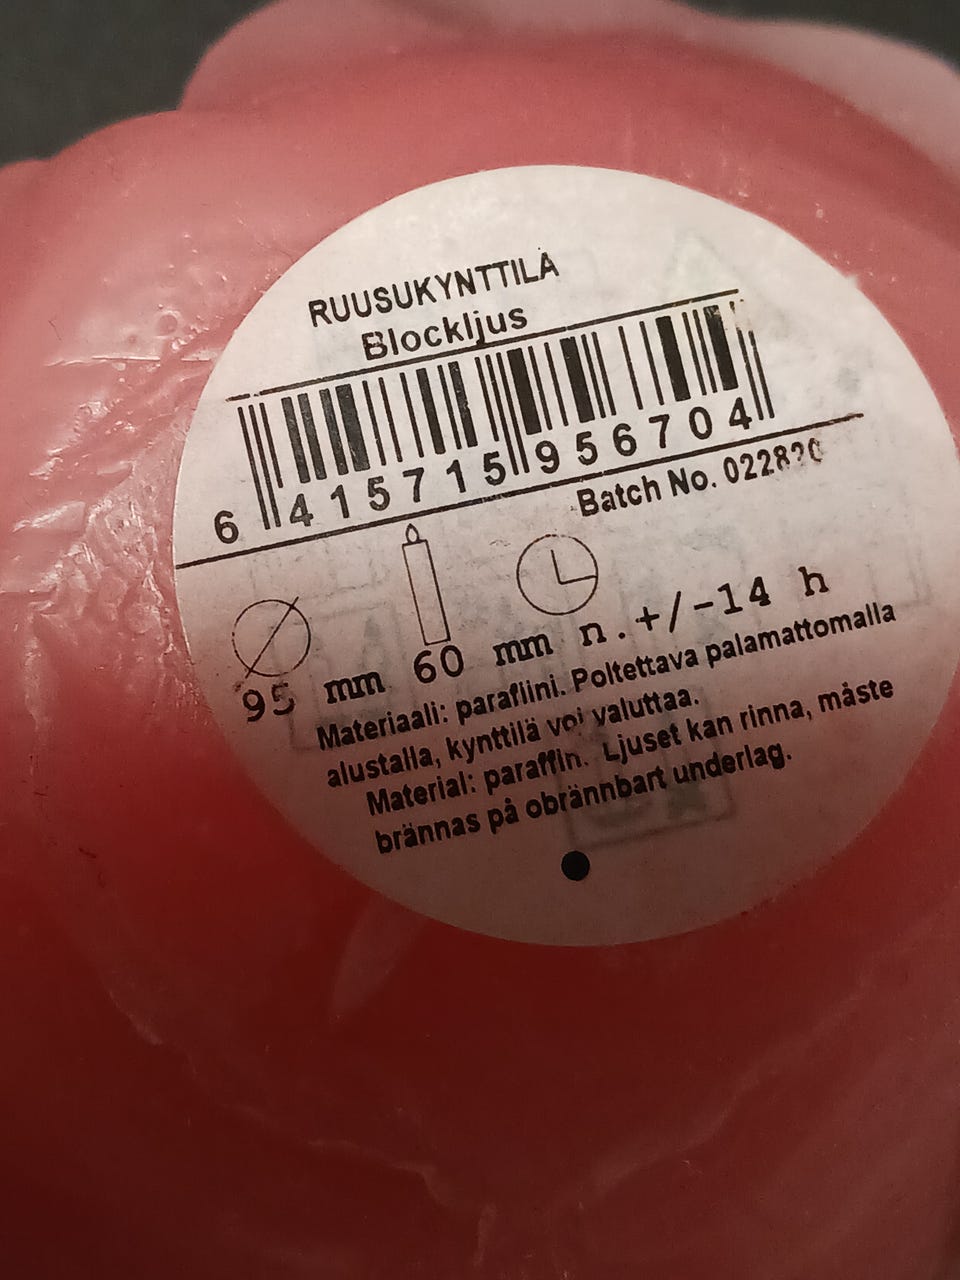 RUUSUKYNTTILÄ
Blockljus
6 415715 956704
Batch No.
95 mm 60 mm n.+/-14 h
Materiaali: parafiini. Poltettava palamattomalla
alustalla, kynttilä voi valuttaa.
Material: paraffin. Ljuset kan rinna, måste
brännas på obrännbart underlag.